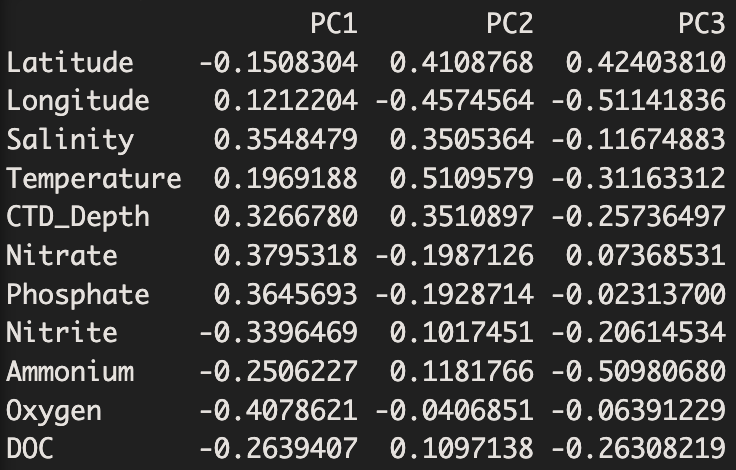 PC1 PC2 PC3
Latitude -0.1508304 0.4108768 0.42403810
Longitude 0.1212204 -0.4574564 -0.51141836
Salinity 0.3548479 0.3505364 -0.11674883
Temperature 0.1969188 0.5109579 -0.31163312
CTD_Depth 0.3266780 0.3510897 -0.25736497
Nitrate 0.3795318 -0.1987126 0.07368531
Phosphate 0.3645693 -0.1928714 -0.02313700
Nitrite -0.3396469 0.1017451 -0.20614534
Ammonium -0.2506227 0.1181766 -0.50980680
Oxygen -0.4078621 -0.0406851 -0.06391229
DOC -0.2639407 0.1097138 -0.26308219